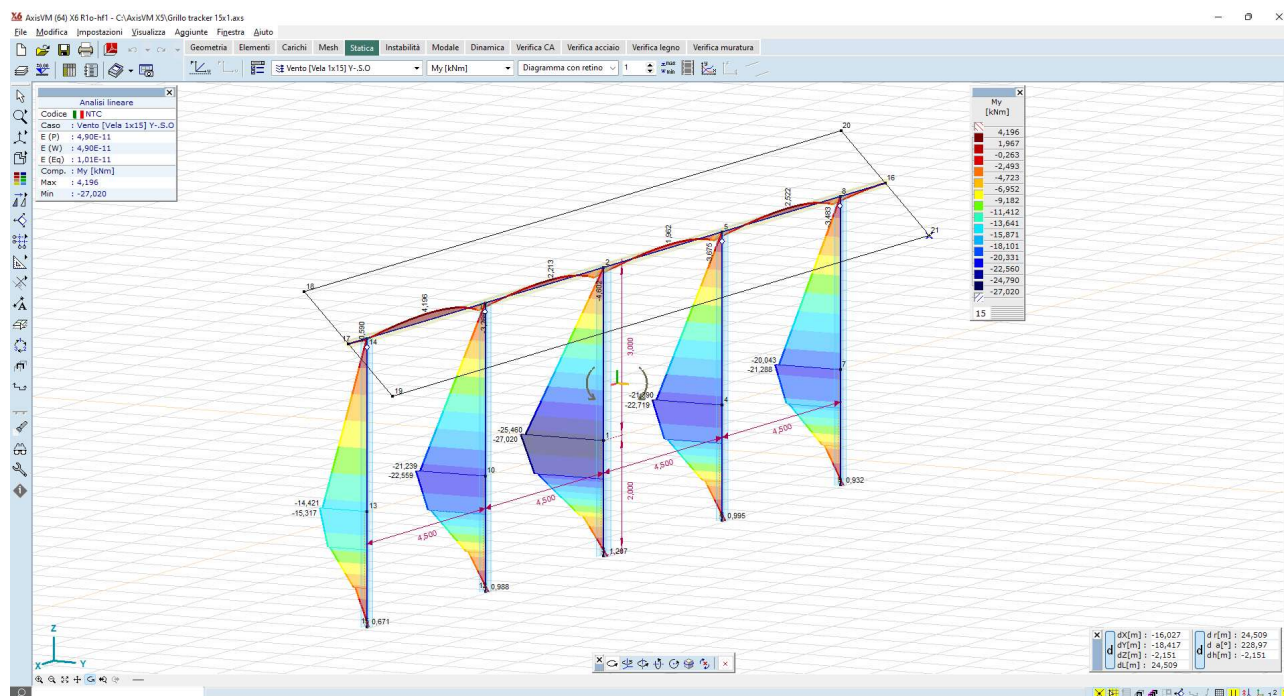 AxisVM (64) X6 R1o-hf1 - C:\AxisVM X5\Grillo tracker 15x1.axs
File Modifica Impostazioni Visualizza Aggiunte Finestra Aiuto
Geometria Elementi Carichi Mesh Statica Instabilità Modale Dinamica Verifica CA Verifica acciaio Verifica legno Verifica muratura
Vento [Vela 1x15] Y-.S.O
My [kNm]
Diagramma con retino
1
Analisi lineare
Codice NTC
Caso : Vento [Vela 1x15] Y-.S.O
E (P) : 4,90E-11
E (W) : 4,90E-11
E (Eq) : 1,01E-11
Comp. : My [kNm]
Max : 4,196
Min : -27,020
My
[kNm]
4,196
1,967
-0,263
-2,493
-4,723
-6,952
-9,182
-11,412
-13,641
-15,871
-18,101
-20,331
-22,560
-24,790
-27,020
15
20
16
21
8
2,522
-3,483
5
1,962
-3,675
2
2,213
-4,602
18
4,196
17
14
19
3,000
-20,043
-21,288
7
-22,719
4
4,500
-25,460
-27,020
1
4,500
-21,239
-22,559
10
4,500
2,000
-14,421
-15,317
13
4,500
0,932
0,995
1,207
0,988
0,671
Z
X
Y
d
dX[m] : -16,027
dY[m] : -18,417
dZ[m] : -2,151
dL[m] : 24,509
d
d r[m] : 24,509
d a[°] : 228,97
dh[m] : -2,151